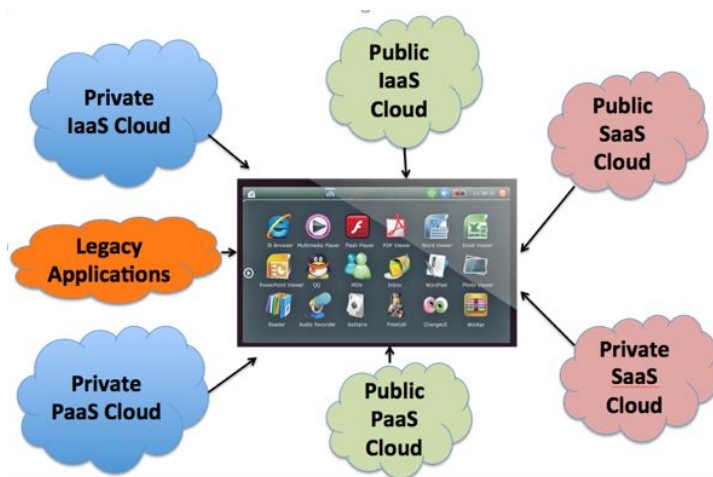 Private
IaaS Cloud
Public
IaaS
Cloud
Public
SaaS
Cloud
Legacy
Applications
IE Browser Multimedia Player Flash Player PDF Viewer Word Viewer Excel Viewer
PowerPoint Viewer QQ MSN Inbox WordPad Photo Viewer
Reader Audio Recorder Solitaire FreeCell ChangeUI WinRar
Private
PaaS Cloud
Public
PaaS
Cloud
Private
SaaS
Cloud